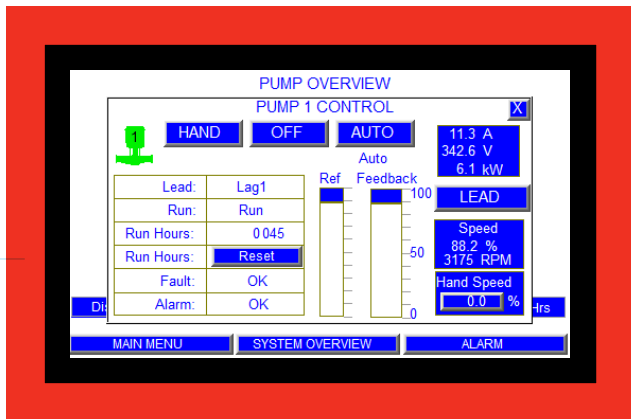 PUMP OVERVIEW
PUMP 1 CONTROL
X
1
HAND OFF AUTO
Auto
11.3 A
342.6 V
6.1 kW
Ref Feedback
100
50
0
LEAD
Lead: Lag1
Run: Run
Run Hours: 0045
Run Hours: Reset
Fault: OK
Alarm: OK
Speed
88.2 %
3175 RPM
Hand Speed
0.0 %
Dis
Hrs
MAIN MENU SYSTEM OVERVIEW ALARM